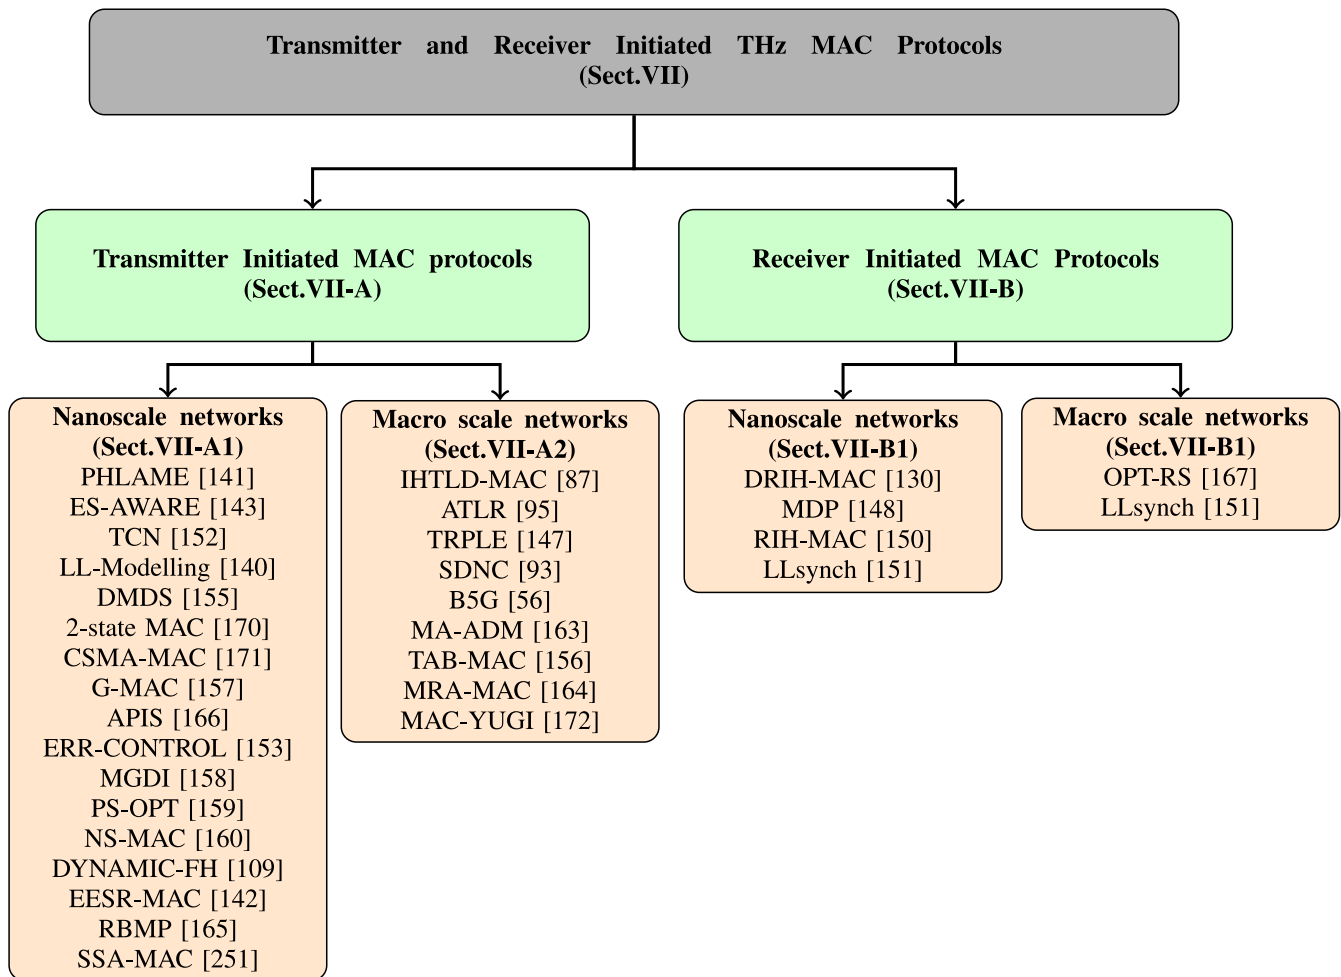 Transmitter and Receiver Initiated THz MAC Protocols
(Sect.VII)
Transmitter Initiated MAC protocols
(Sect.VII-A)
Receiver Initiated MAC Protocols
(Sect.VII-B)
Nanoscale networks
(Sect.VII-A1)
PHLAME [141]
ES-AWARE [143]
TCN [152]
LL-Modelling [140]
DMDS [155]
2-state MAC [170]
CSMA-MAC [171]
G-MAC [157]
APIS [166]
ERR-CONTROL [153]
MGDI [158]
PS-OPT [159]
NS-MAC [160]
DYNAMIC-FH [109]
EESR-MAC [142]
RBMP [165]
SSA-MAC [251]
Macro scale networks
(Sect.VII-A2)
IHTLD-MAC [87]
ATLR [95]
TRPLE [147]
SDNC [93]
B5G [56]
MA-ADM [163]
TAB-MAC [156]
MRA-MAC [164]
MAC-YUGI [172]
Nanoscale networks
(Sect.VII-B1)
DRIH-MAC [130]
MDP [148]
RIH-MAC [150]
LLsynch [151]
Macro scale networks
(Sect.VII-B1)
OPT-RS [167]
LLsynch [151]